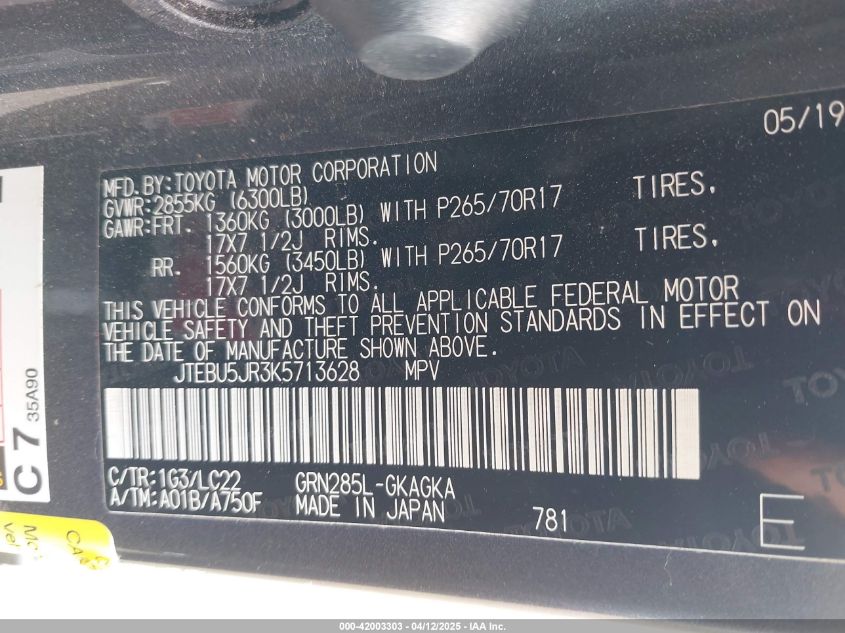 05/19
MFD.BY:TOYOTA MOTOR CORPORATION
GVWR:2855KG (6300LB)
GAWR:FRT. 1360KG (3000LB) WITH P265/70R17 TIRES.
17X7 1/2J RIMS.
RR. 1560KG (3450LB) WITH P265/70R17 TIRES.
17X7 1/2J RIMS.
THIS VEHICLE CONFORMS TO ALL APPLICABLE FEDERAL MOTOR
VEHICLE SAFETY AND THEFT PREVENTION STANDARDS IN EFFECT ON
THE DATE OF MANUFACTURE SHOWN ABOVE.
JTEBU5JR3K5713628 MPV
C/TR:1G3/LC22 GRN285L-GKAGKA
A/TM:A01B/A750F MADE IN JAPAN 781 E
C 7 35A90
TOYOTA
000-42003303 - 04/12/2025 - IAA Inc.